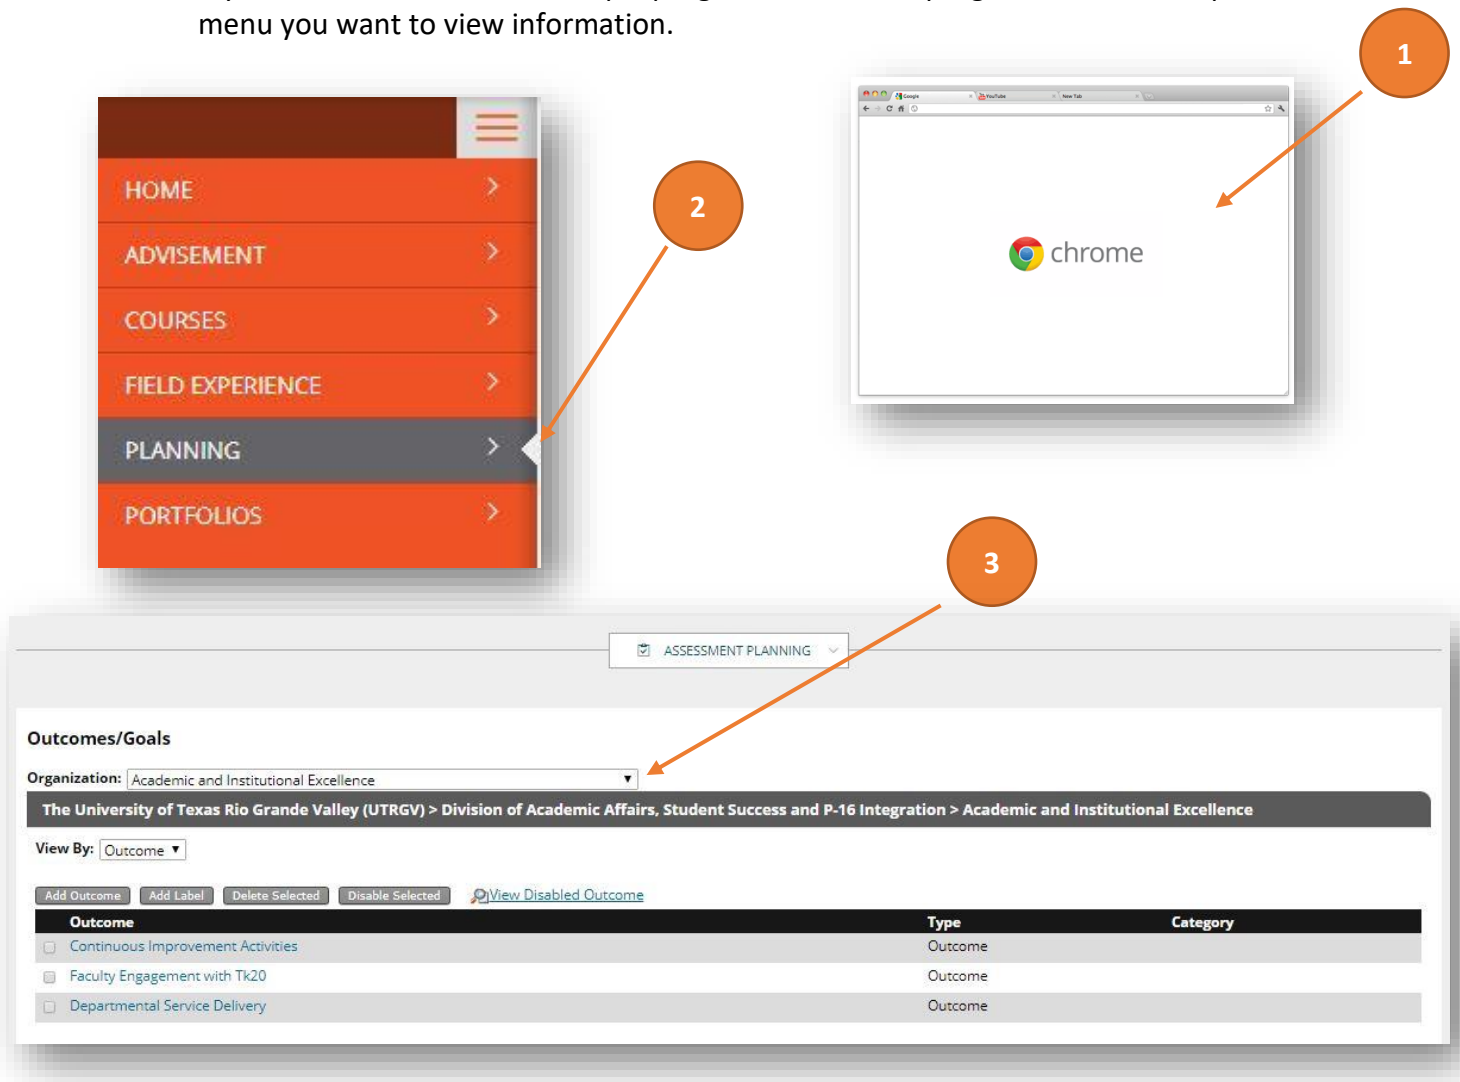 menu you want to view information.
1
Google
YouTube
New Tab
chrome
2
HOME
ADVISEMENT
COURSES
FIELD EXPERIENCE
PLANNING
PORTFOLIOS
3
ASSESSMENT PLANNING
Outcomes/Goals
Organization: Academic and Institutional Excellence
The University of Texas Rio Grande Valley (UTRGV) > Division of Academic Affairs, Student Success and P-16 Integration > Academic and Institutional Excellence
View By: Outcome
Add Outcome Add Label Delete Selected Disable Selected View Disabled Outcome
Outcome Type Category
Continuous Improvement Activities Outcome
Faculty Engagement with Tk20 Outcome
Departmental Service Delivery Outcome